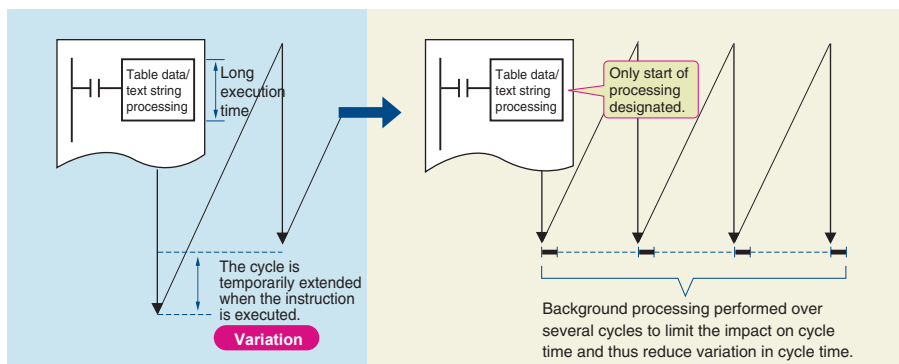 Table data/
text string
processing
Long
execution
time
The cycle is
temporarily extended
when the instruction
is executed.
Variation
Table data/
text string
processing
Only start of
processing
designated.
Background processing performed over
several cycles to limit the impact on cycle
time and thus reduce variation in cycle time.